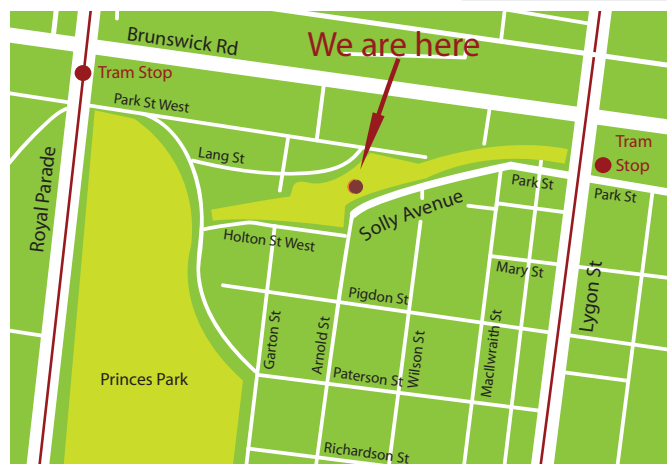 Brunswick Rd
We are here
Tram Stop
Park St West
Lang St
Tram
Stop
Park St
Park St
Royal Parade
Solly Avenue
Holton St West
Mary St
Lygon St
Pigdon St
Garton St
Arnold St
Wilson St
MacIlwraith St
Princes Park
Paterson St
Richardson St